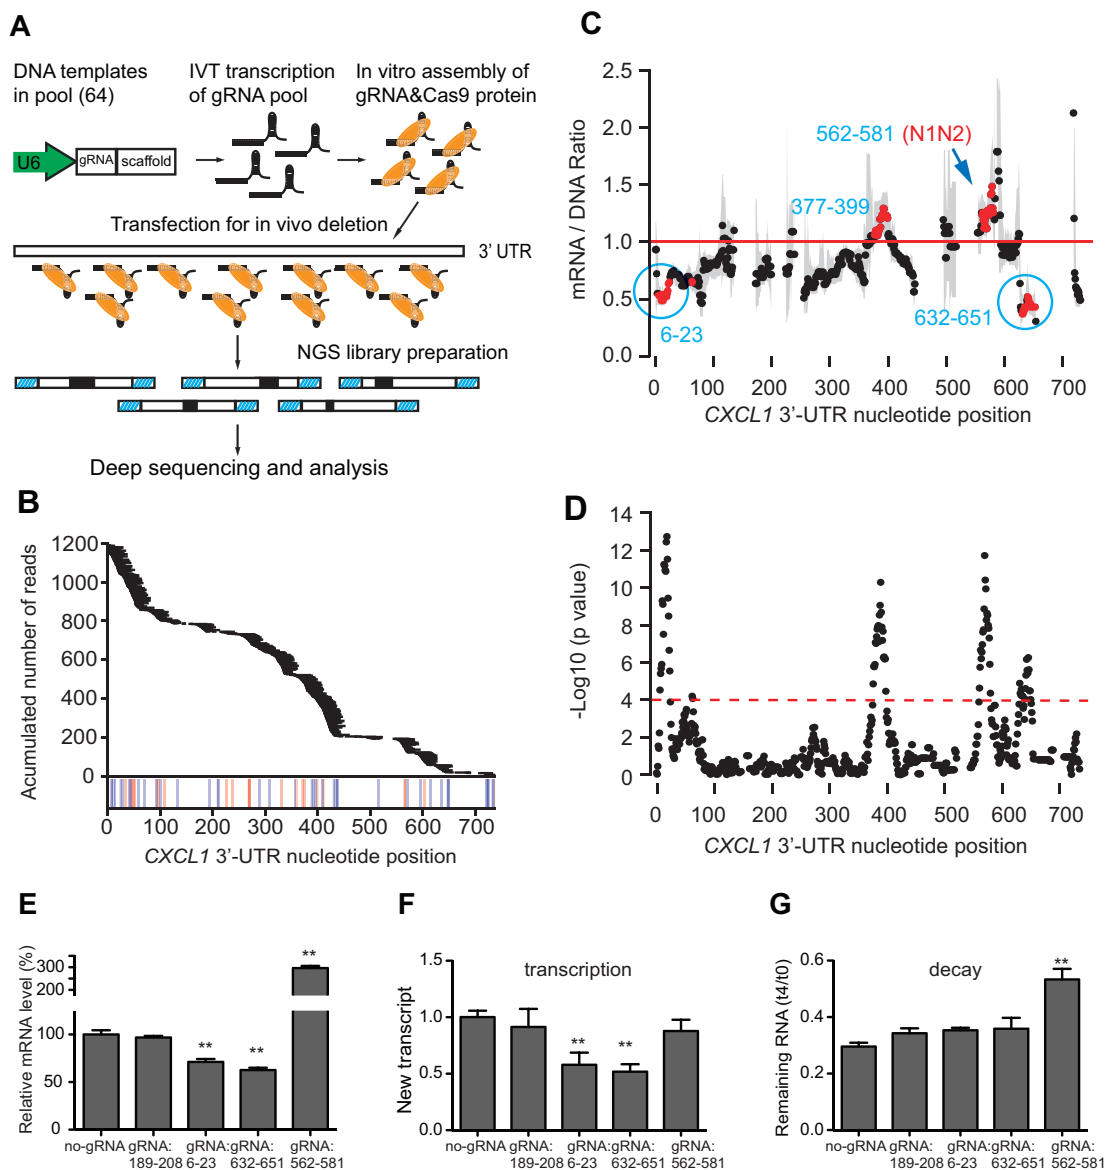 A
DNA templates
in pool (64)
IVT transcription
of gRNA pool
In vitro assembly of
gRNA&Cas9 protein
U6
gRNA
scaffold
Transfection for in vivo deletion
3' UTR
NGS library preparation
Deep sequencing and analysis
B
Acumulated number of reads
1200
1000
800
600
400
200
0
0 100 200 300 400 500 600 700
CXCL1 3'-UTR nucleotide position
C
mRNA / DNA Ratio
2.5
2.0
1.5
1.0
0.5
0.0
562-581 (N1N2)
377-399
6-23
632-651
0 100 200 300 400 500 600 700
CXCL1 3'-UTR nucleotide position
D
-Log10 (p value)
14
12
10
8
6
4
2
0
0 100 200 300 400 500 600 700
CXCL1 3'-UTR nucleotide position
E
Relative mRNA level (%)
300
200
100
50
0
** ** **
no-gRNA gRNA: gRNA: gRNA: gRNA:
189-208 6-23 632-651 562-581
F
transcription
New transcript
1.5
1.0
0.5
0.0
** **
no-gRNA gRNA: gRNA: gRNA: gRNA:
189-208 6-23 632-651 562-581
G
decay
Remaining RNA (t4/t0)
0.6
0.4
0.2
0.0
**
no-gRNA gRNA: gRNA: gRNA: gRNA:
189-208 6-23 632-651 562-581